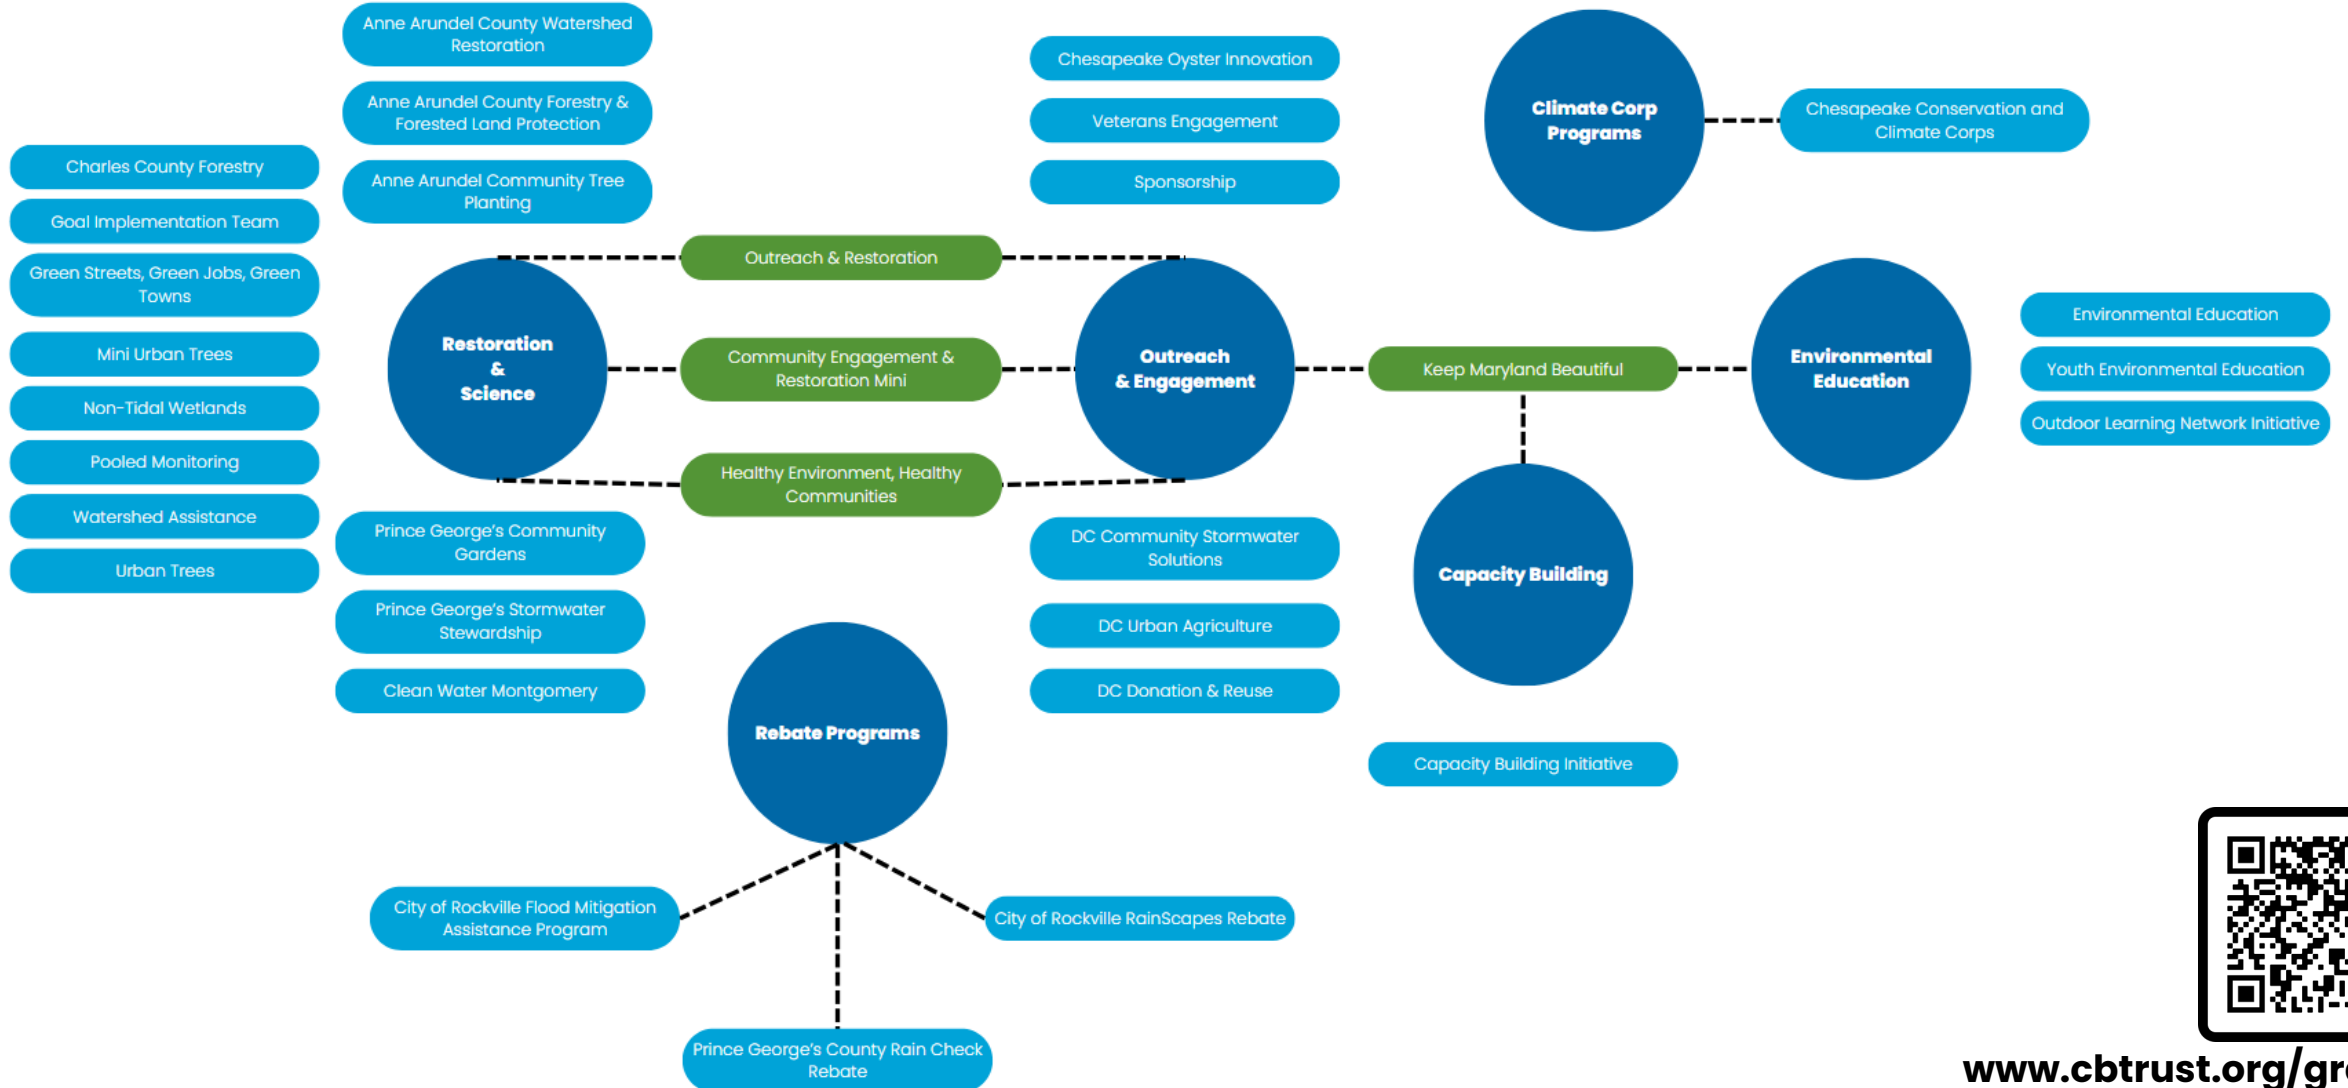 Anne Arundel County Watershed
Restoration
Anne Arundel County Forestry &
Forested Land Protection
Anne Arundel Community Tree
Planting
Charles County Forestry
Goal Implementation Team
Green Streets, Green Jobs, Green
Towns
Mini Urban Trees
Non-Tidal Wetlands
Pooled Monitoring
Watershed Assistance
Urban Trees
Restoration
&
Science
Prince George's Community
Gardens
Prince George's Stormwater
Stewardship
Clean Water Montgomery
Outreach & Restoration
Community Engagement &
Restoration Mini
Healthy Environment, Healthy
Communities
Chesapeake Oyster Innovation
Veterans Engagement
Sponsorship
Outreach
& Engagement
DC Community Stormwater
Solutions
DC Urban Agriculture
DC Donation & Reuse
Climate Corp
Programs
Chesapeake Conservation and
Climate Corps
Keep Maryland Beautiful
Environmental
Education
Environmental Education
Youth Environmental Education
Outdoor Learning Network Initiative
Capacity Building
Capacity Building Initiative
Rebate Programs
City of Rockville Flood Mitigation
Assistance Program
City of Rockville RainScapes Rebate
Prince George's County Rain Check
Rebate
www.cbtrust.org/gr